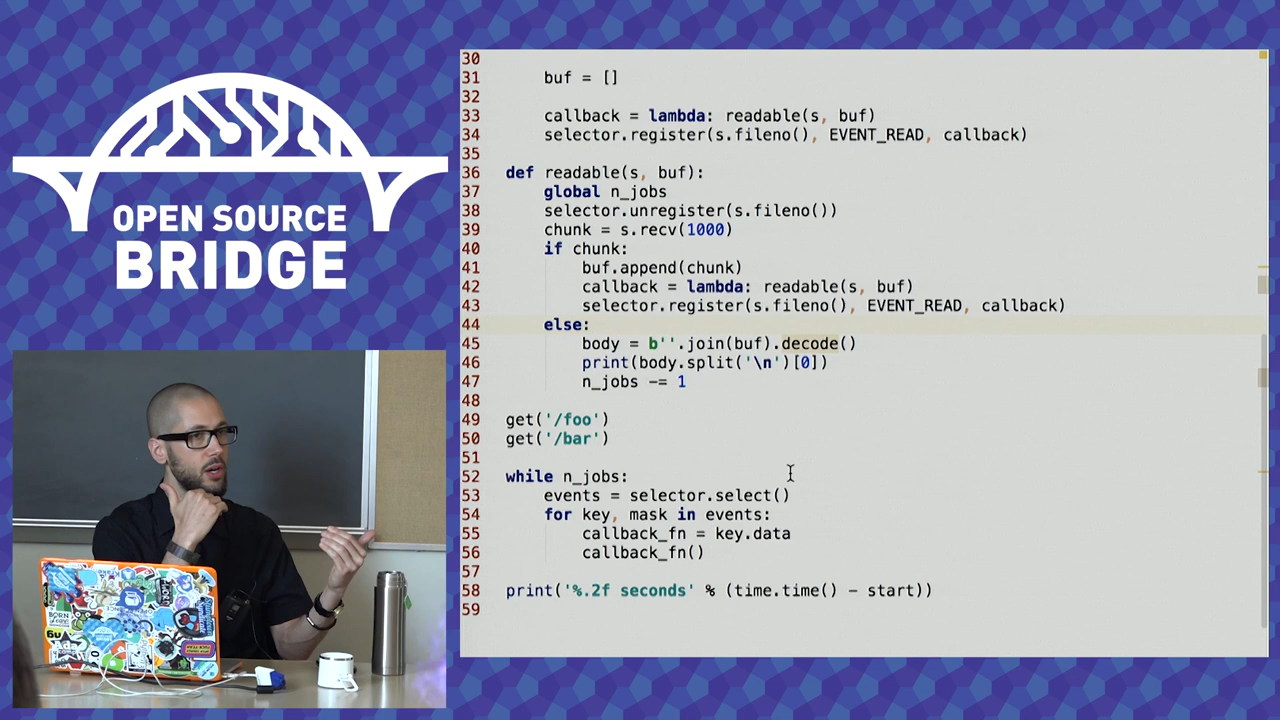 OPEN SOURCE
BRIDGE
30
31     buf = []
32
33     callback = lambda: readable(s, buf)
34     selector.register(s.fileno(), EVENT_READ, callback)
35
36 def readable(s, buf):
37     global n_jobs
38     selector.unregister(s.fileno())
39     chunk = s.recv(1000)
40     if chunk:
41         buf.append(chunk)
42         callback = lambda: readable(s, buf)
43         selector.register(s.fileno(), EVENT_READ, callback)
44     else:
45         body = b''.join(buf).decode()
46         print(body.split('\n')[0])
47         n_jobs -= 1
48
49 get('/foo')
50 get('/bar')
51
52 while n_jobs:
53     events = selector.select()
54     for key, mask in events:
55         callback_fn = key.data
56         callback_fn()
57
58 print('%.2f seconds' % (time.time() - start))
59